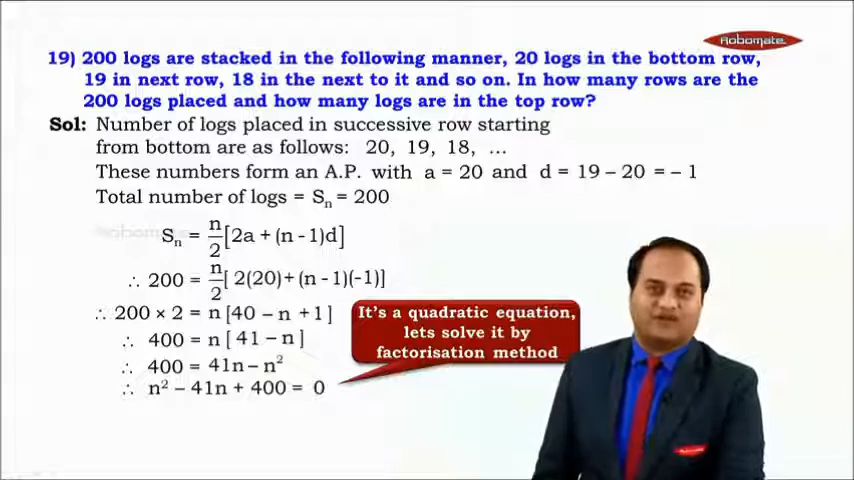 Robomate+
19) 200 logs are stacked in the following manner, 20 logs in the bottom row,
19 in next row, 18 in the next to it and so on. In how many rows are the
200 logs placed and how many logs are in the top row?
Sol: Number of logs placed in successive row starting
from bottom are as follows: 20, 19, 18, ...
These numbers form an A.P. with a = 20 and d = 19 – 20 = – 1
Total number of logs = Sₙ = 200
Sₙ = n/2 [2a + (n - 1)d]
∴ 200 = n/2 [ 2(20)+ (n - 1)(-1)]
∴ 200 × 2 = n [40 – n + 1]
∴ 400 = n [ 41 – n ]
∴ 400 = 41n – n²
∴ n² – 41n + 400 = 0
It's a quadratic equation,
lets solve it by
factorisation method